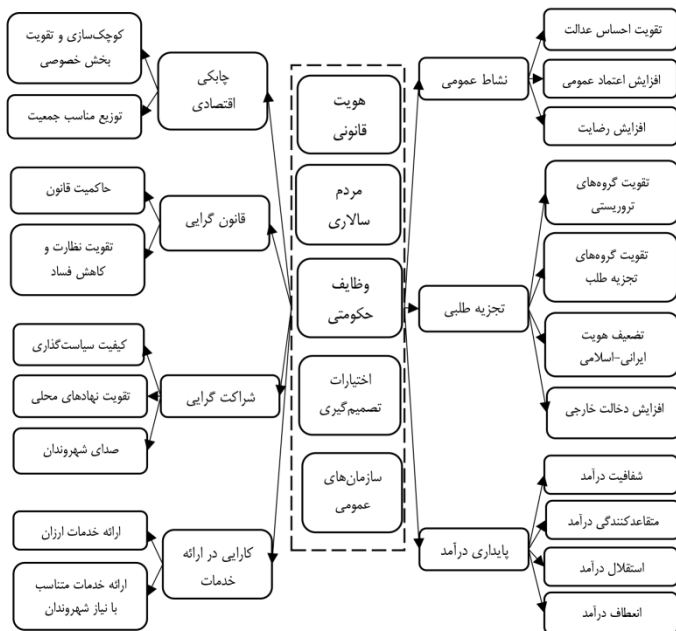 تقویت احساس عدالت
افزایش اعتماد عمومی
افزایش رضایت
نشاط عمومی
تقویت گروه‌های
تروریستی
تقویت گروه‌های
تجزیه طلب
تضعیف هویت
ایرانی-اسلامی
افزایش دخالت خارجی
تجزیه طلبی
شفافیت درآمد
متقاعدکنندگی درآمد
استقلال درآمد
انعطاف درآمد
پایداری درآمد
هویت
قانونی
مردم
سالاری
وظایف
حکومتی
اختیارات
تصمیم‌گیری
سازمان‌های
عمومی
چابکی
اقتصادی
کوچک‌سازی و تقویت
بخش خصوصی
توزیع مناسب جمعیت
قانون گرایی
حاکمیت قانون
تقویت نظارت و
کاهش فساد
شراکت گرایی
کیفیت سیاست‌گذاری
تقویت نهادهای محلی
صدای شهروندان
کارایی در ارائه
خدمات
ارائه خدمات ارزان
ارائه خدمات متناسب
با نیاز شهروندان